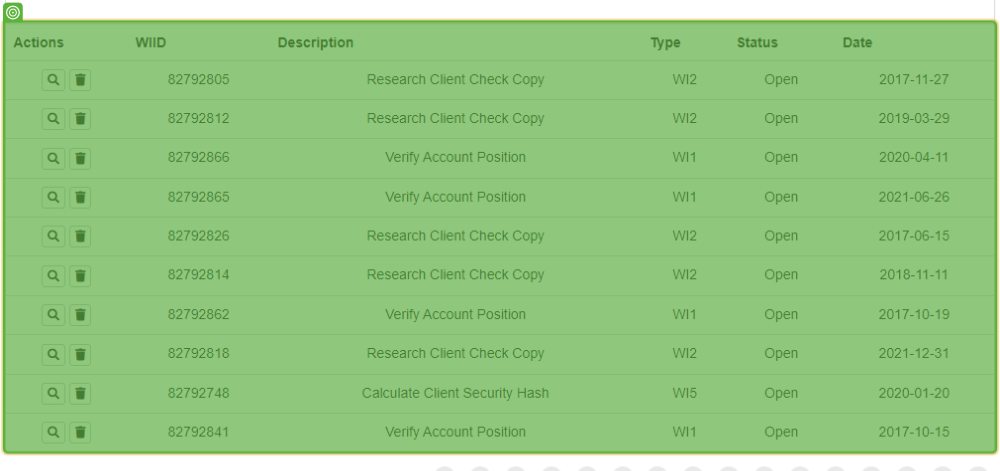 Actions WIID Description Type Status Date
82792805 Research Client Check Copy WI2 Open 2017-11-27
82792812 Research Client Check Copy WI2 Open 2019-03-29
82792866 Verify Account Position WI1 Open 2020-04-11
82792865 Verify Account Position WI1 Open 2021-06-26
82792826 Research Client Check Copy WI2 Open 2017-06-15
82792814 Research Client Check Copy WI2 Open 2018-11-11
82792862 Verify Account Position WI1 Open 2017-10-19
82792818 Research Client Check Copy WI2 Open 2021-12-31
82792748 Calculate Client Security Hash WI5 Open 2020-01-20
82792841 Verify Account Position WI1 Open 2017-10-15